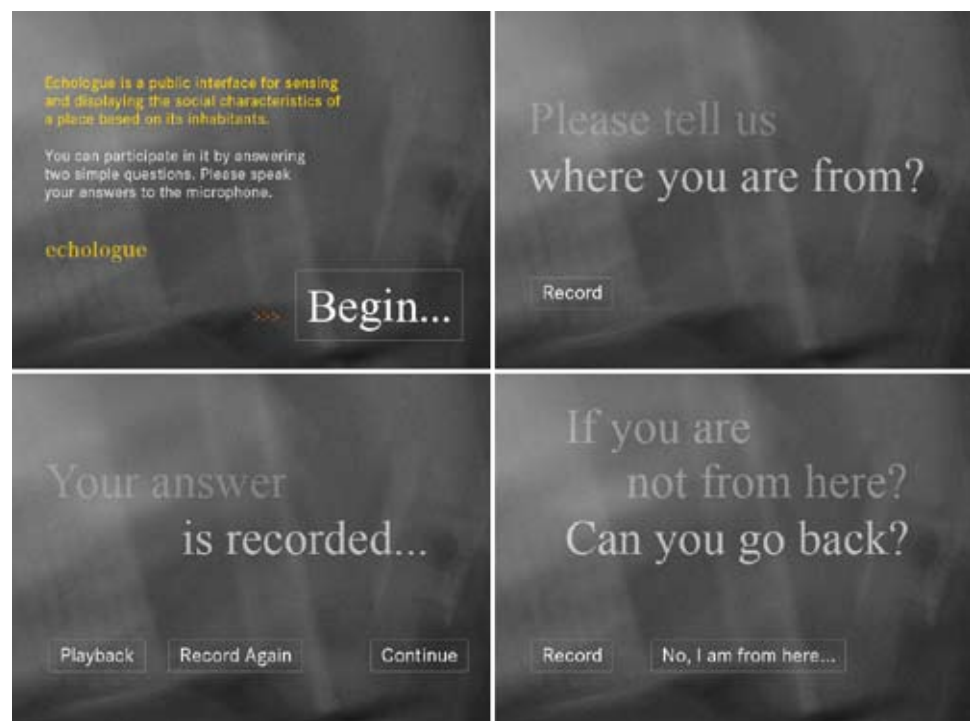 Echologue is a public interface for sensing
and displaying the social characteristics of
a place based on its inhabitants.
You can participate in it by answering
two simple questions. Please speak
your answers to the microphone.
echologue
>>> Begin...
Please tell us
where you are from?
Record
Your answer
is recorded...
Playback Record Again Continue
If you are
not from here?
Can you go back?
Record No, I am from here...